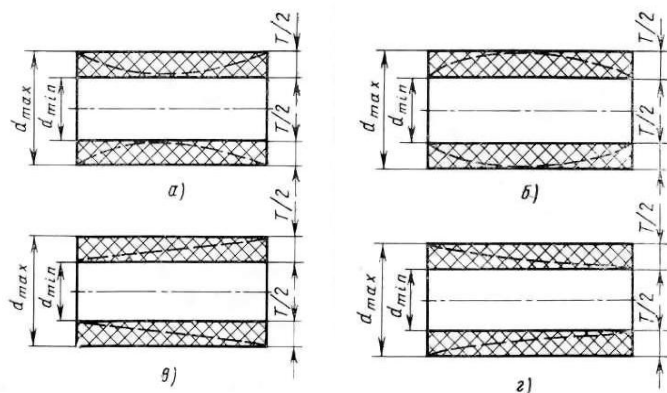 T/2
T/2
d max
d min
T/2
T/2
d max
d min
а)
б)
T/2
T/2
d max
d min
T/2
T/2
d max
d min
в)
г)